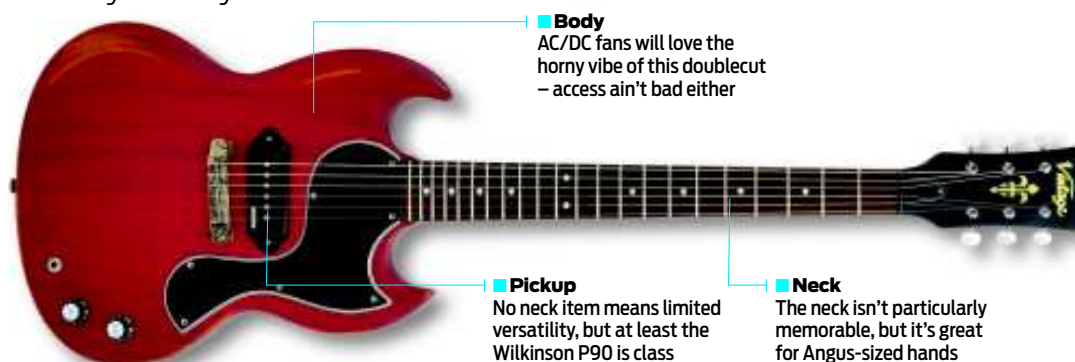 Body
AC/DC fans will love the
horny vibe of this doublecut
– access ain't bad either
Vintage
Pickup
No neck item means limited
versatility, but at least the
Wilkinson P90 is class
Neck
The neck isn't particularly
memorable, but it's great
for Angus-sized hands